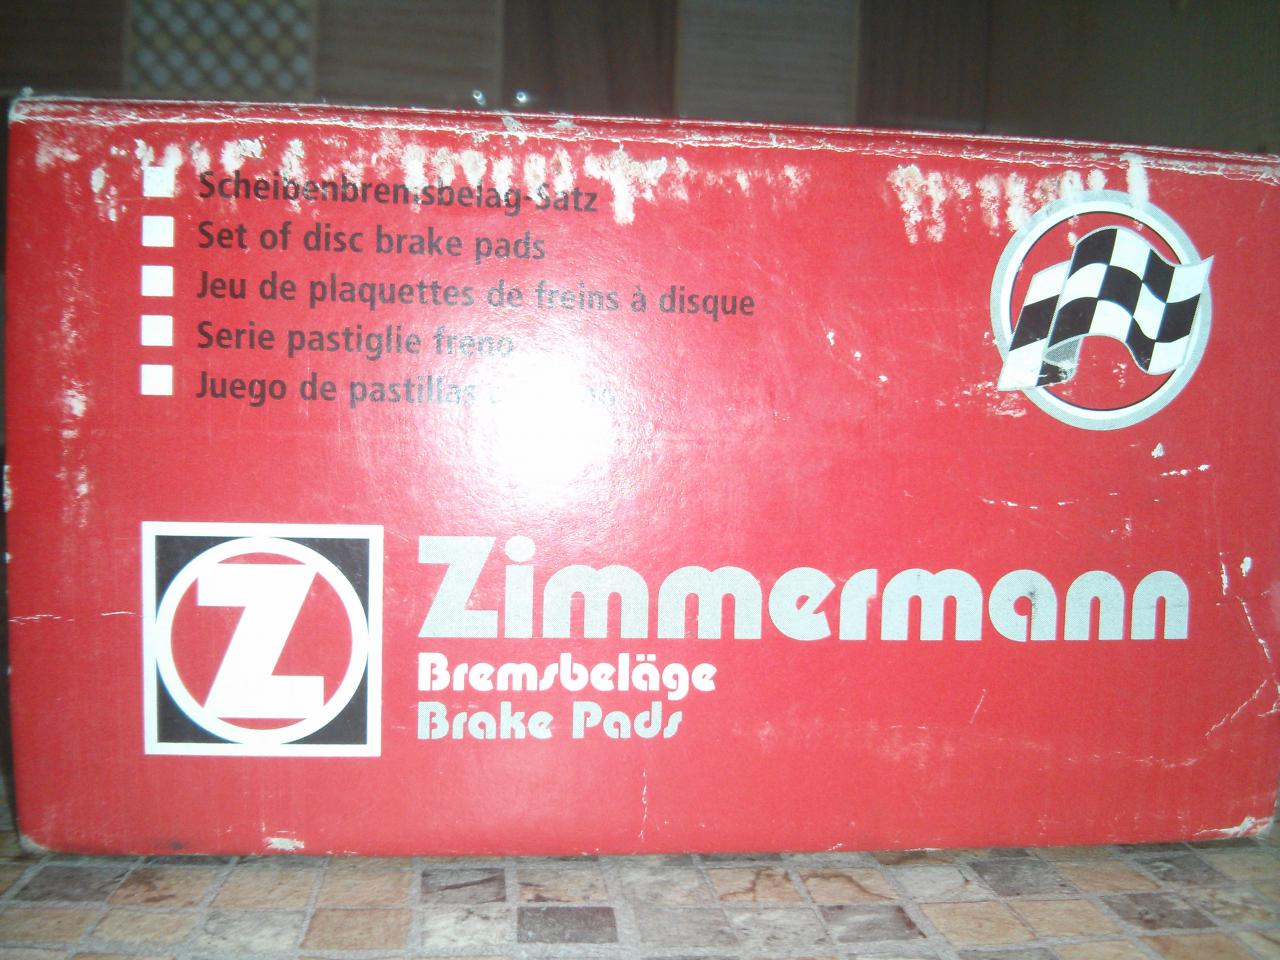 Scheibenbremsbelag-Satz
Set of disc brake pads
Jeu de plaquettes de freins à disque
Serie pastiglie freno
Juego de pastillas
Z
Zimmermann
Bremsbeläge
Brake Pads